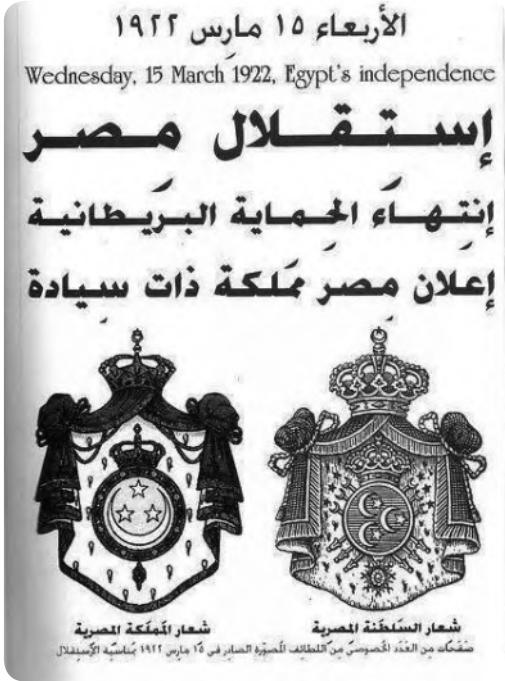 الأربعاء ١٥ مارس ١٩٢٢
Wednesday, 15 March 1922, Egypt's independence
إستقلال مصر
إنتهاء الحماية البريطانية
إعلان مصر مملكة ذات سيادة
شعار السلطنة المصرية
شعار المملكة المصرية
صفحات من العدد الخصوصي من اللطائف المصورة الصادر في ١٥ مارس ١٩٢٢ بمناسبة الإستقلال